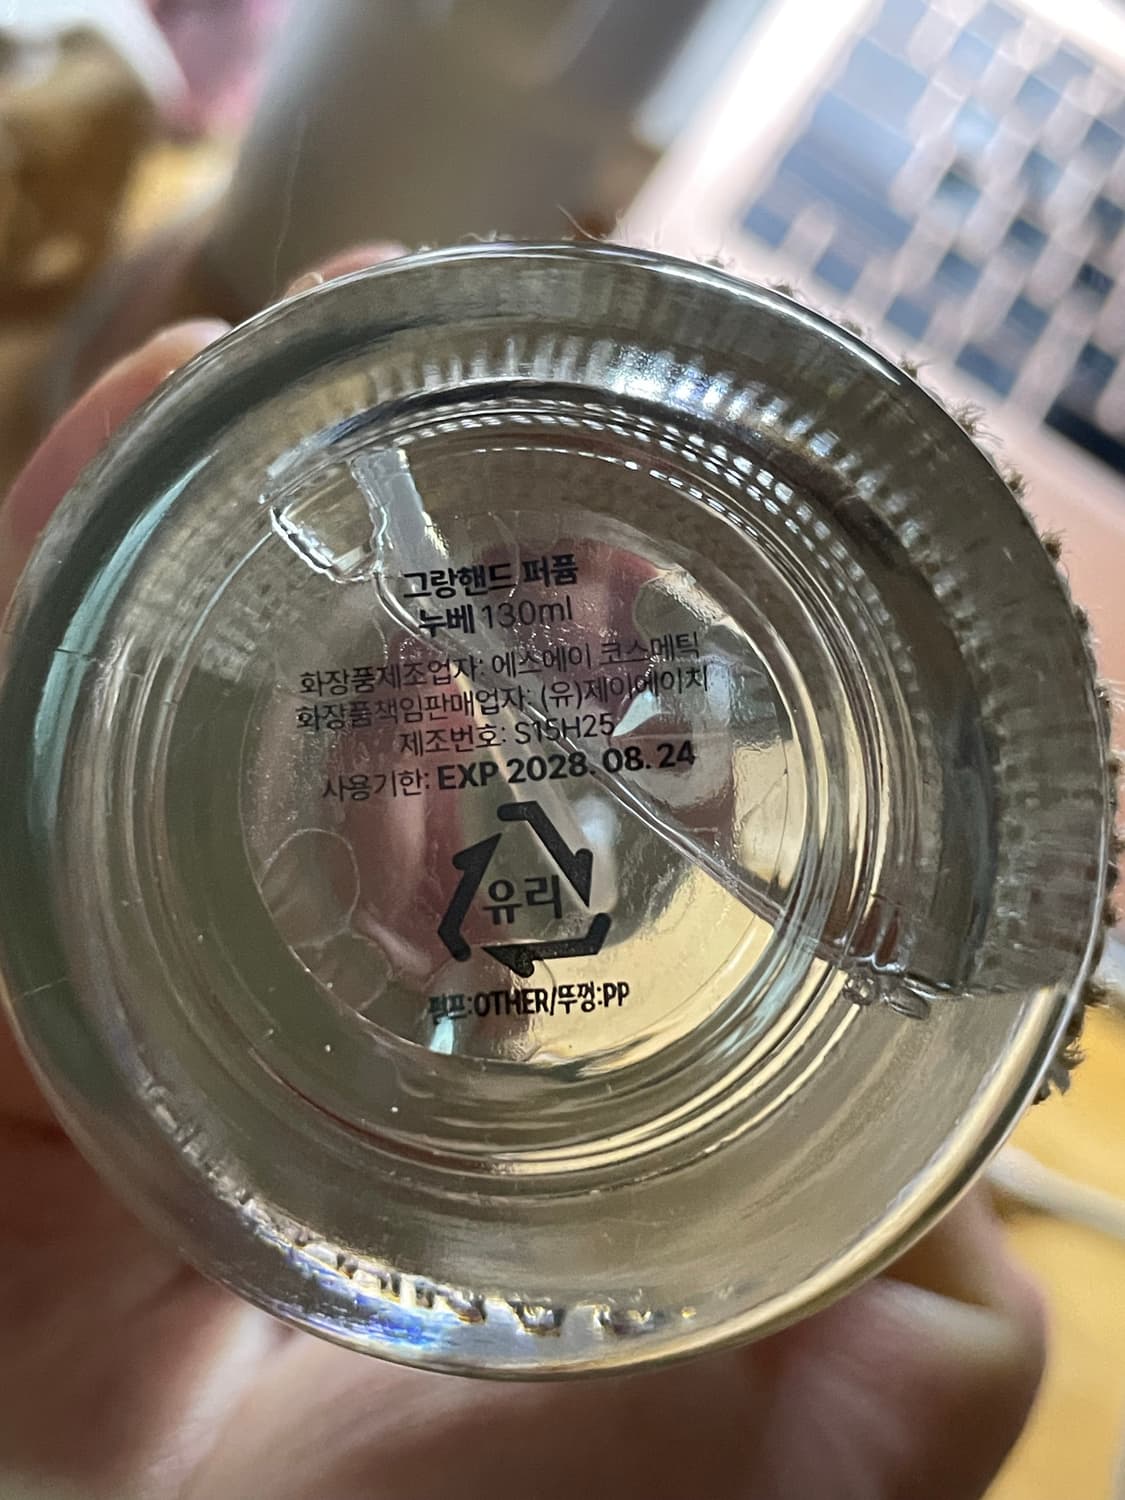 그랑핸드 퍼퓸
누베 130ml
화장품제조업자: 에스에이 코스메틱
화장품책임판매업자: (유)제이에이치
제조번호: S15H25
사용기한: EXP 2028. 08. 24
유리
펌프:OTHER/뚜껑:PP